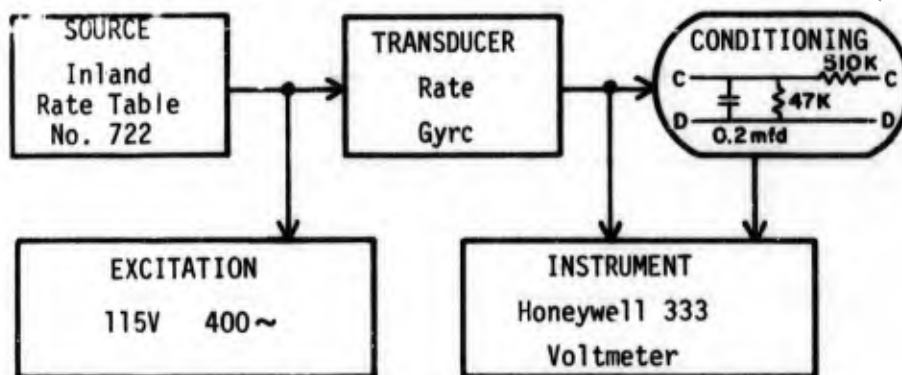 SOURCE
Inland
Rate Table
No. 722
TRANSDUCER
Rate
Gyrc
CONDITIONING
510K
C C
47K
D D
0.2 mfd
EXCITATION
115V 400~
INSTRUMENT
Honeywell 333
Voltmeter